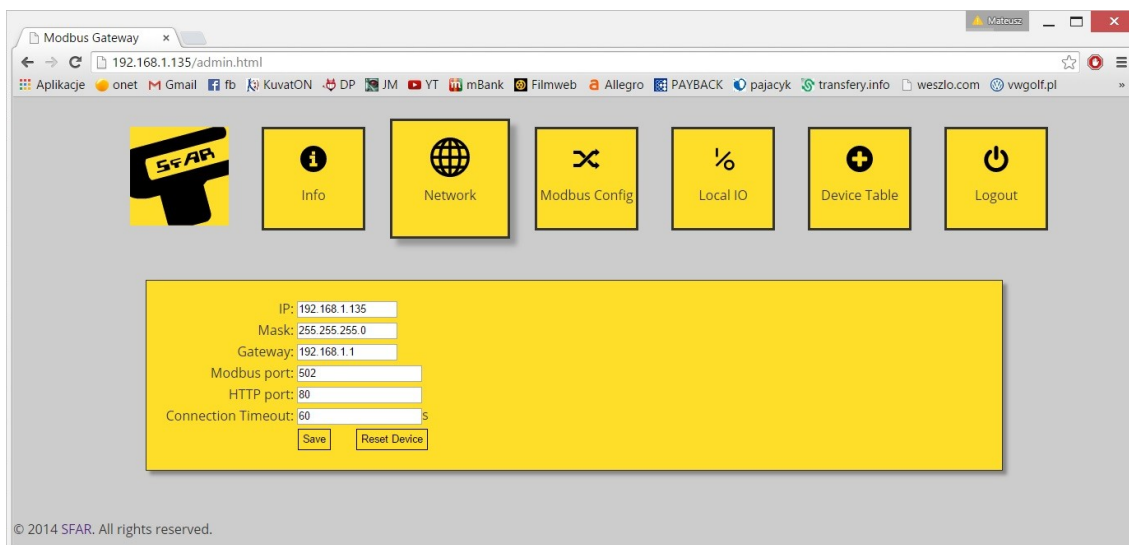 Mateusz
Modbus Gateway
192.168.1.135/admin.html
Aplikacje onet Gmail fb KuvatON DP JM YT mBank Filmweb Allegro PAYBACK pajacyk transfery.info weszlo.com vwgolf.pl »
SFAR
Info
Network
Modbus Config
Local IO
Device Table
Logout
IP: 192.168.1.135
Mask: 255.255.255.0
Gateway: 192.168.1.1
Modbus port: 502
HTTP port: 80
Connection Timeout: 60 s
Save Reset Device
© 2014 SFAR. All rights reserved.